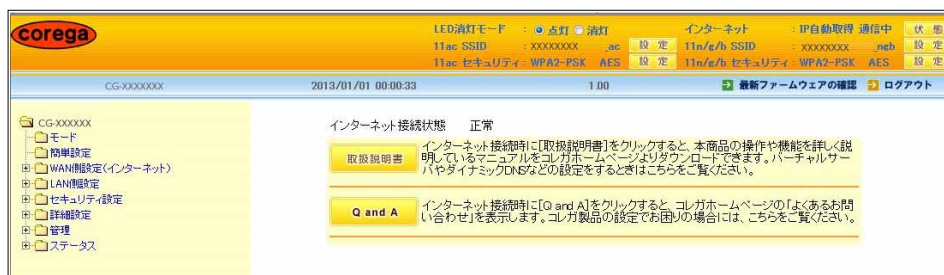 corega
LED消灯モード : 点灯 消灯 インターネット : IP自動取得 通信中 状 態
11ac SSID : XXXXXXXX _ac 設 定 11n/g/b SSID : XXXXXXXX _ngb 設 定
11ac セキュリティ : WPA2-PSK AES 設 定 11n/g/b セキュリティ : WPA2-PSK AES 設 定
CG-XXXXXXX 2013/01/01 00:00:33 1.00 最新ファームウェアの確認 ログアウト
CG-XXXXXX
モード
簡単設定
WAN側設定(インターネット)
LAN側設定
セキュリティ設定
詳細設定
管理
ステータス
インターネット接続状態 正常
取扱説明書
インターネット接続時に[取扱説明書]をクリックすると、本商品の操作や機能を詳しく説
明しているマニュアルをコレガホームページよりダウンロードできます。バーチャルサー
バやダイナミックDNSなどの設定をするときはこちらをご覧ください。
Q and A
インターネット接続時に[Q and A]をクリックすると、コレガホームページの「よくあるお問
い合わせ」を表示します。コレガ製品の設定でお困りの場合には、こちらをご覧ください。